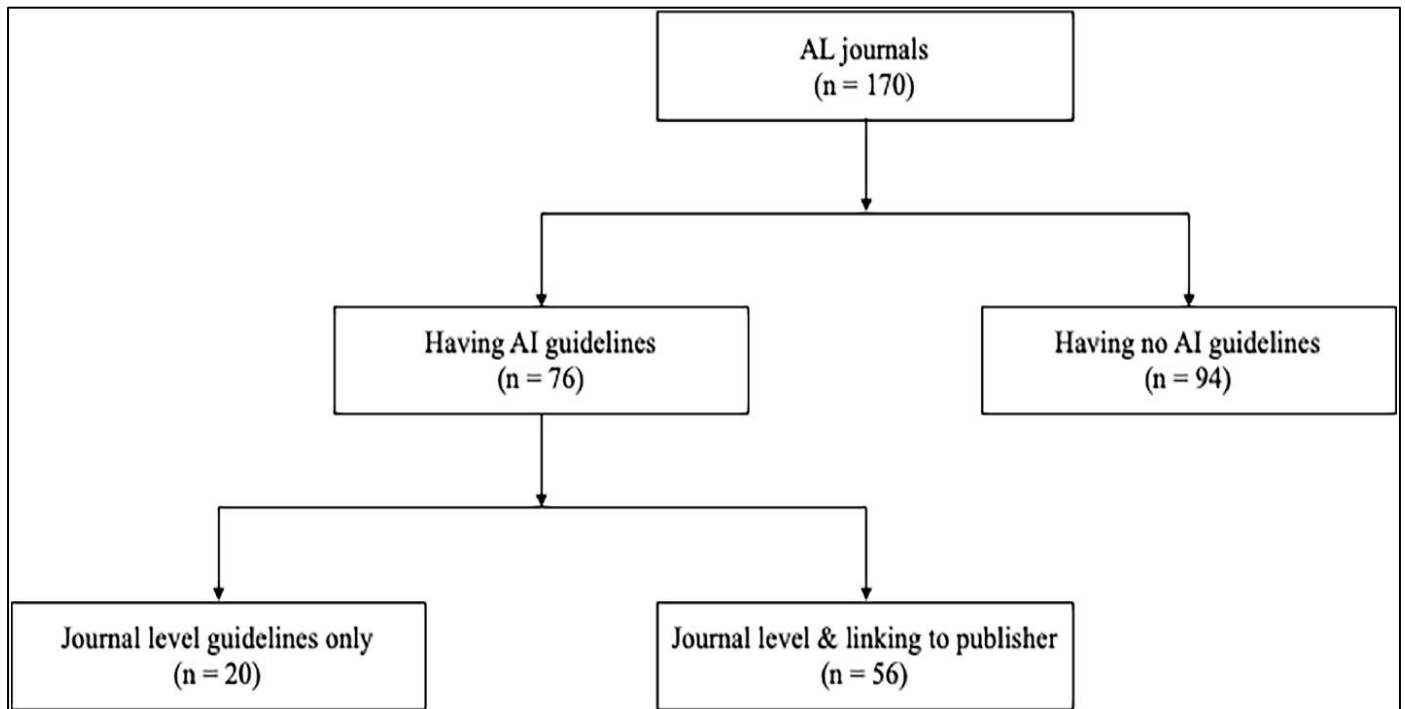 AL journals
(n = 170)
Having AI guidelines
(n = 76)
Having no AI guidelines
(n = 94)
Journal level guidelines only
(n = 20)
Journal level & linking to publisher
(n = 56)